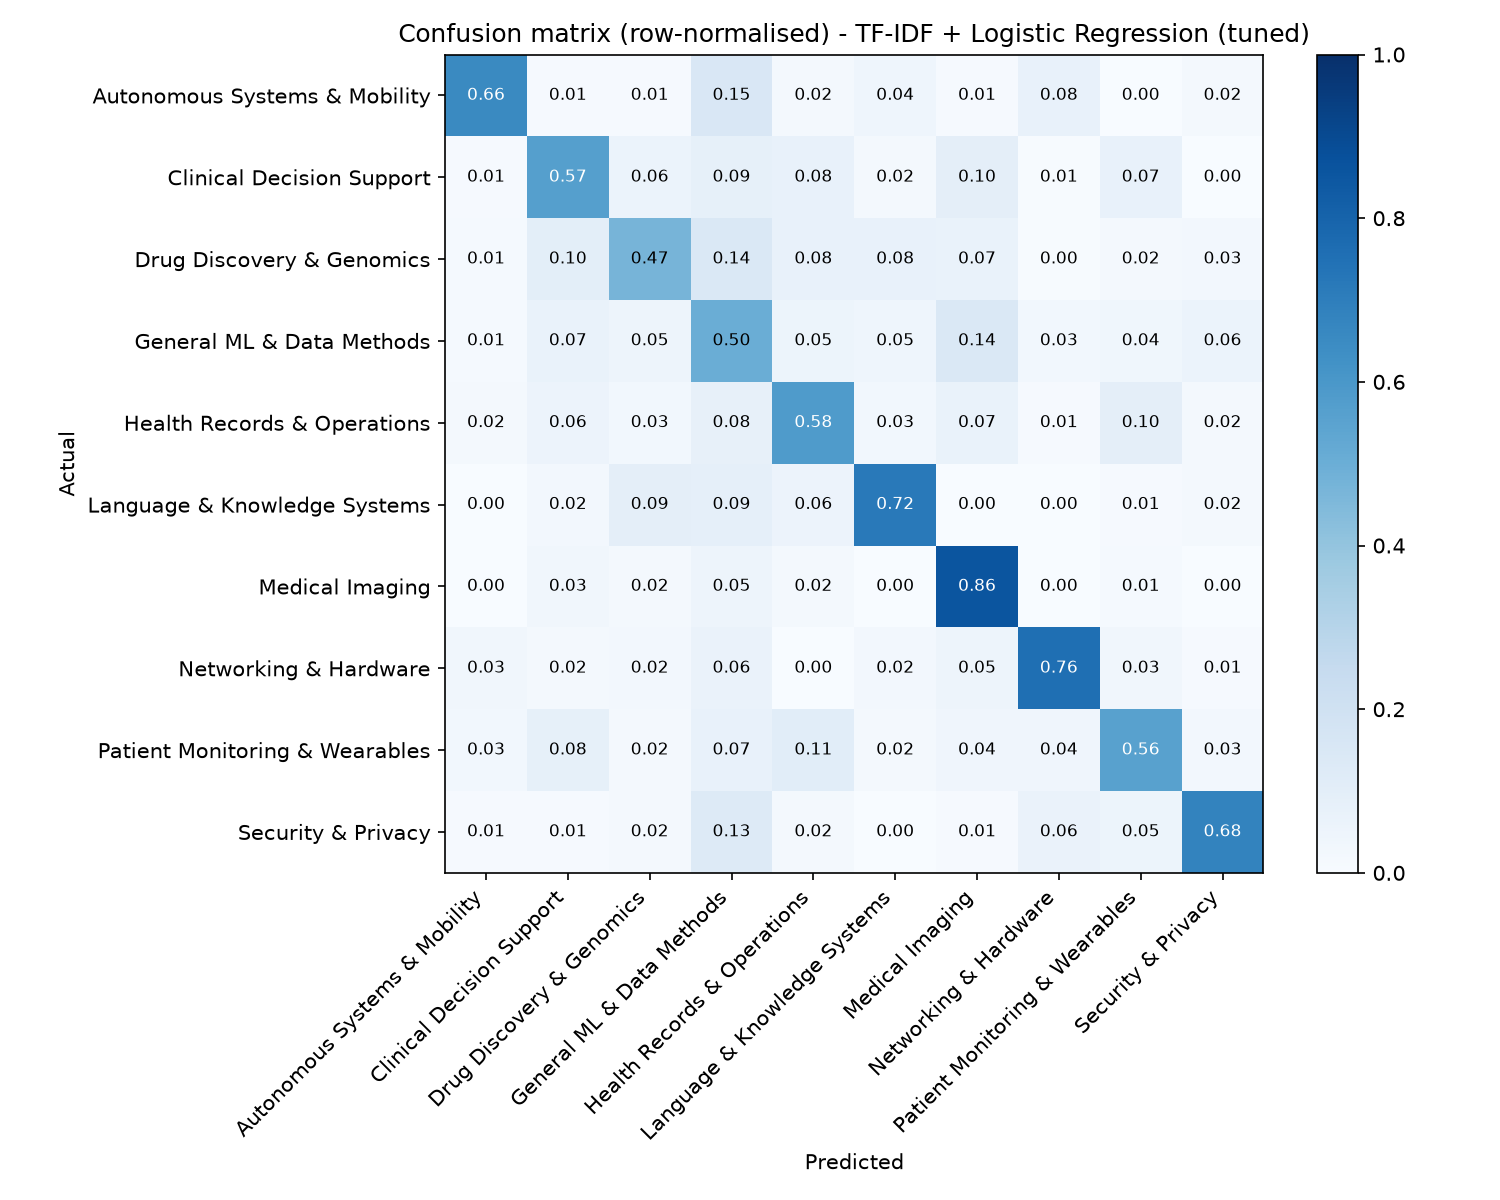 Confusion matrix (row-normalised) - TF-IDF + Logistic Regression (tuned)
Autonomous Systems & Mobility 0.66 0.01 0.01 0.15 0.02 0.04 0.01 0.08 0.00 0.02
Clinical Decision Support 0.01 0.57 0.06 0.09 0.08 0.02 0.10 0.01 0.07 0.00
Drug Discovery & Genomics 0.01 0.10 0.47 0.14 0.08 0.08 0.07 0.00 0.02 0.03
General ML & Data Methods 0.01 0.07 0.05 0.50 0.05 0.05 0.14 0.03 0.04 0.06
Health Records & Operations 0.02 0.06 0.03 0.08 0.58 0.03 0.07 0.01 0.10 0.02
Language & Knowledge Systems 0.00 0.02 0.09 0.09 0.06 0.72 0.00 0.00 0.01 0.02
Medical Imaging 0.00 0.03 0.02 0.05 0.02 0.00 0.86 0.00 0.01 0.00
Networking & Hardware 0.03 0.02 0.02 0.06 0.00 0.02 0.05 0.76 0.03 0.01
Patient Monitoring & Wearables 0.03 0.08 0.02 0.07 0.11 0.02 0.04 0.04 0.56 0.03
Security & Privacy 0.01 0.01 0.02 0.13 0.02 0.00 0.01 0.06 0.05 0.68
Actual
Autonomous Systems & Mobility
Clinical Decision Support
Drug Discovery & Genomics
General ML & Data Methods
Health Records & Operations
Language & Knowledge Systems
Medical Imaging
Networking & Hardware
Patient Monitoring & Wearables
Security & Privacy
Predicted
1.0
0.8
0.6
0.4
0.2
0.0